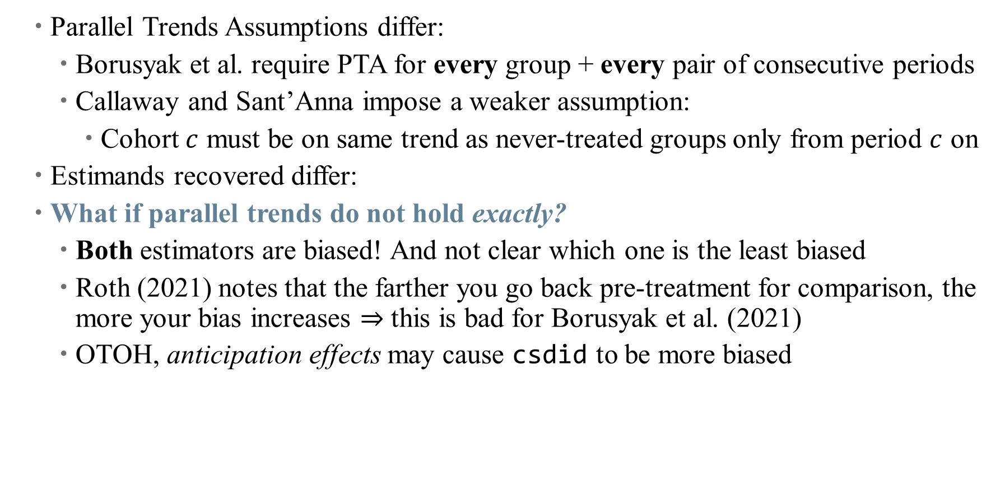 • Parallel Trends Assumptions differ:
• Borusyak et al. require PTA for every group + every pair of consecutive periods
• Callaway and Sant’Anna impose a weaker assumption:
• Cohort c must be on same trend as never-treated groups only from period c on
• Estimands recovered differ:
• What if parallel trends do not hold exactly?
• Both estimators are biased! And not clear which one is the least biased
• Roth (2021) notes that the farther you go back pre-treatment for comparison, the
more your bias increases ⇒ this is bad for Borusyak et al. (2021)
• OTOH, anticipation effects may cause csdid to be more biased